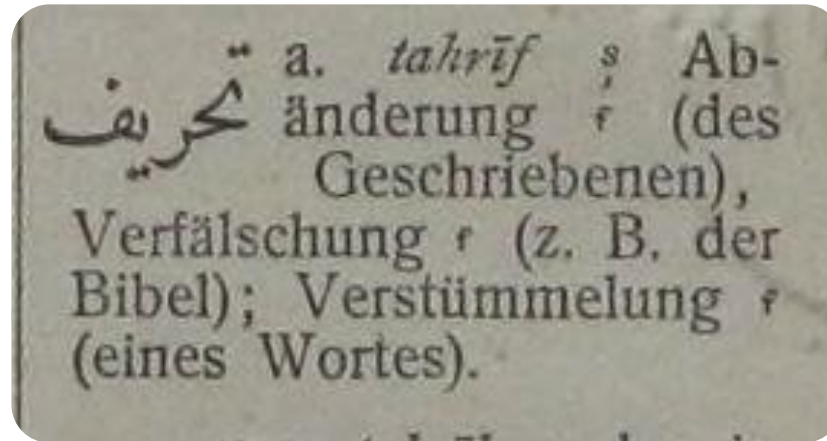 تحريف a. tahrīf ṣ Ab-
änderung f (des
Geschriebenen),
Verfälschung f (z. B. der
Bibel); Verstümmelung f
(eines Wortes).